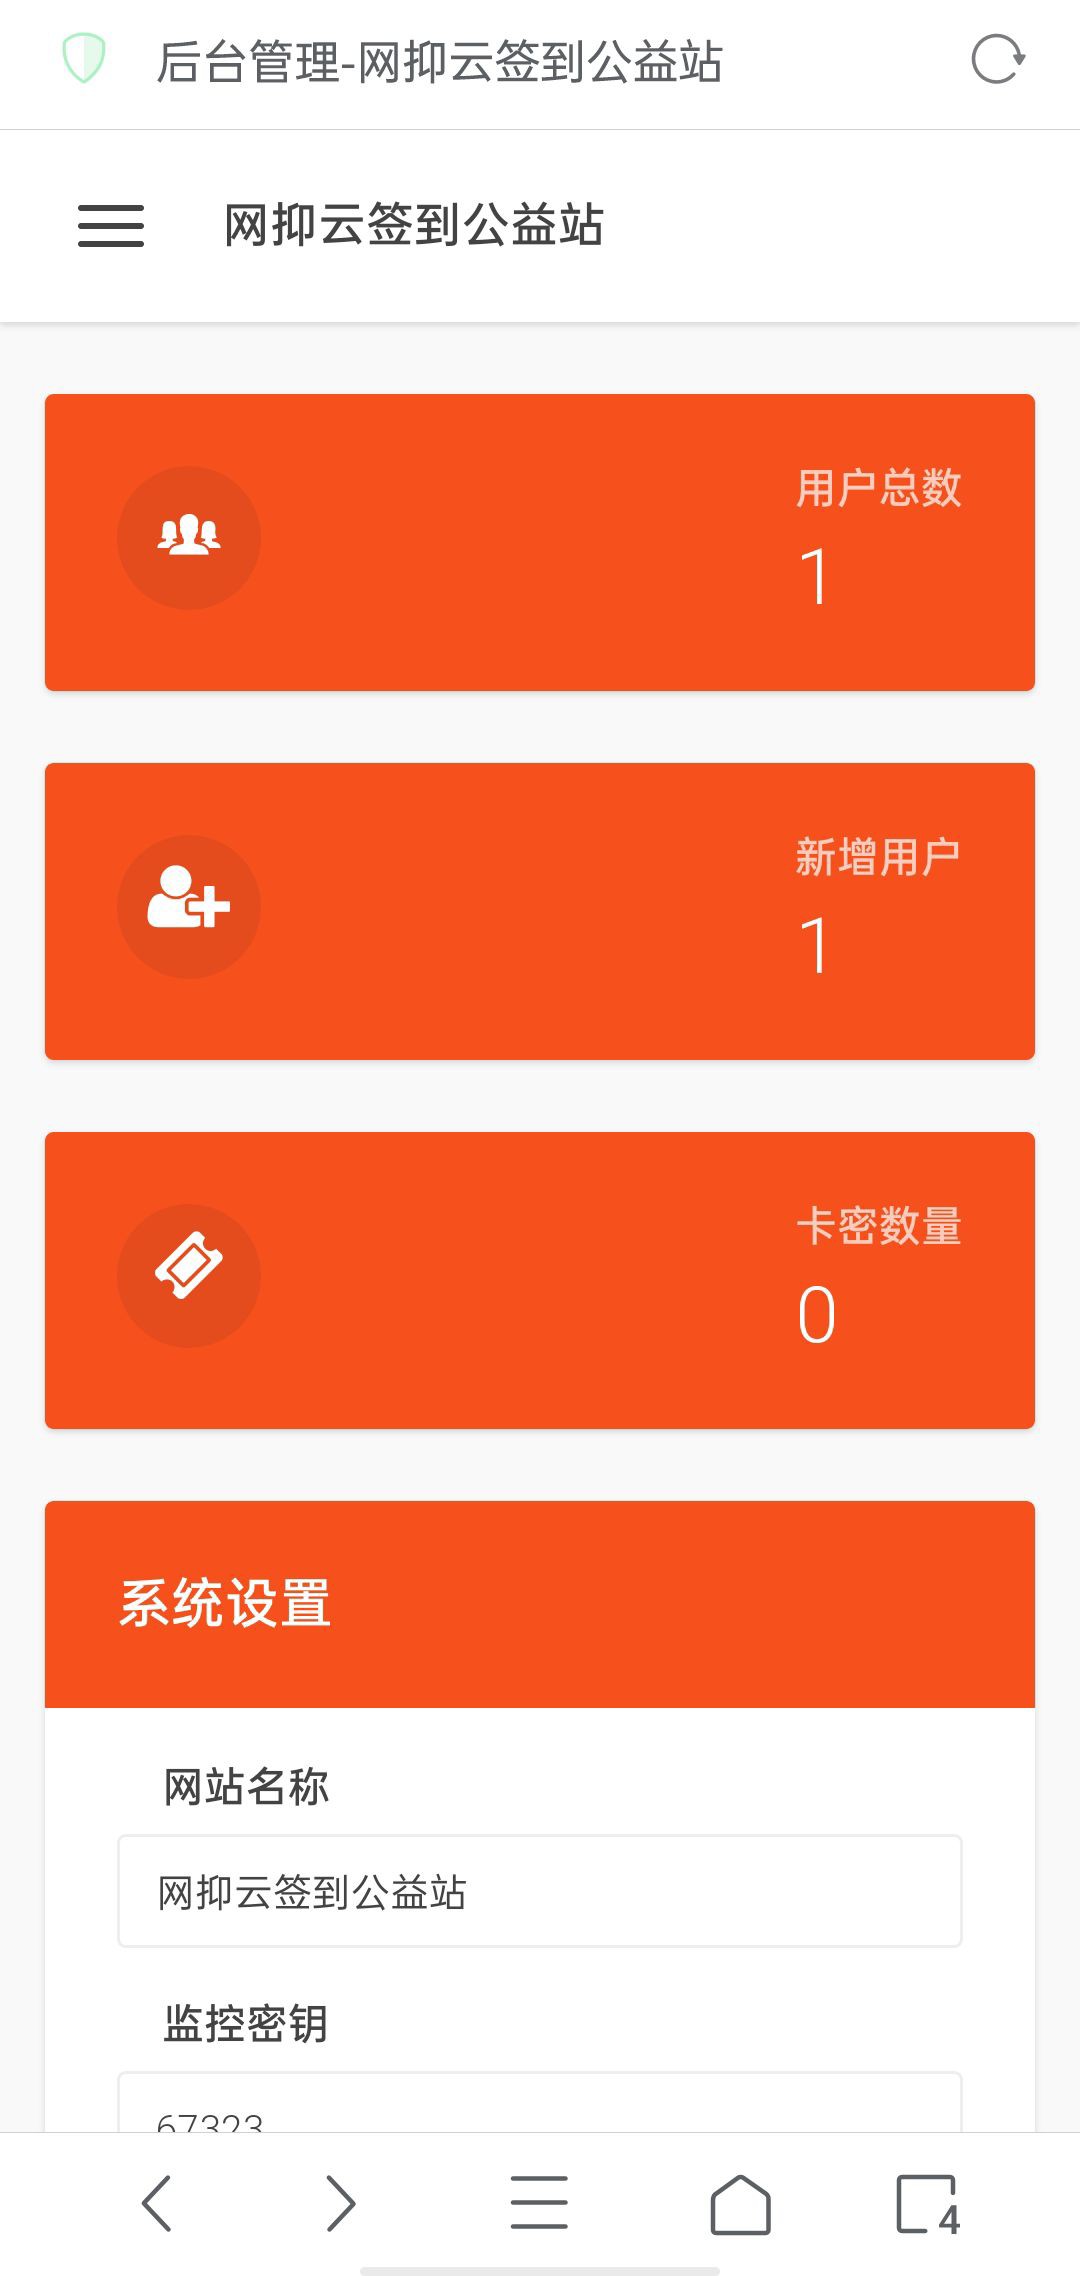 后台管理-网抑云签到公益站
网抑云签到公益站
用户总数
1
新增用户
1
卡密数量
0
系统设置
网站名称
网抑云签到公益站
监控密钥
67323
4